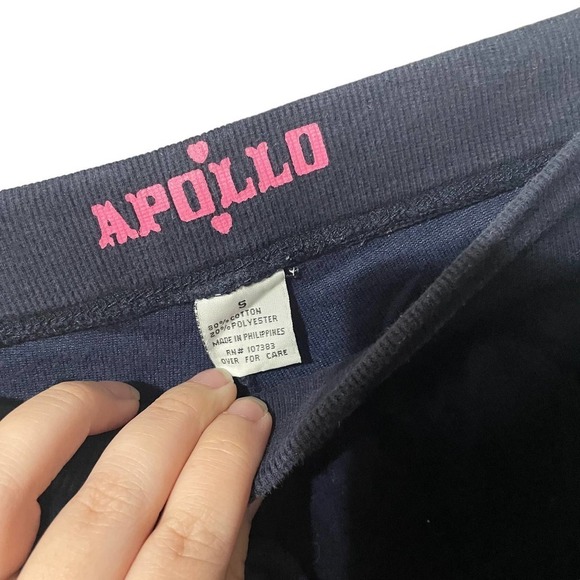 APOLLO
S
80% COTTON
20% POLYESTER
MADE IN PHILIPPINES
RN# 107383
OVER FOR CARE